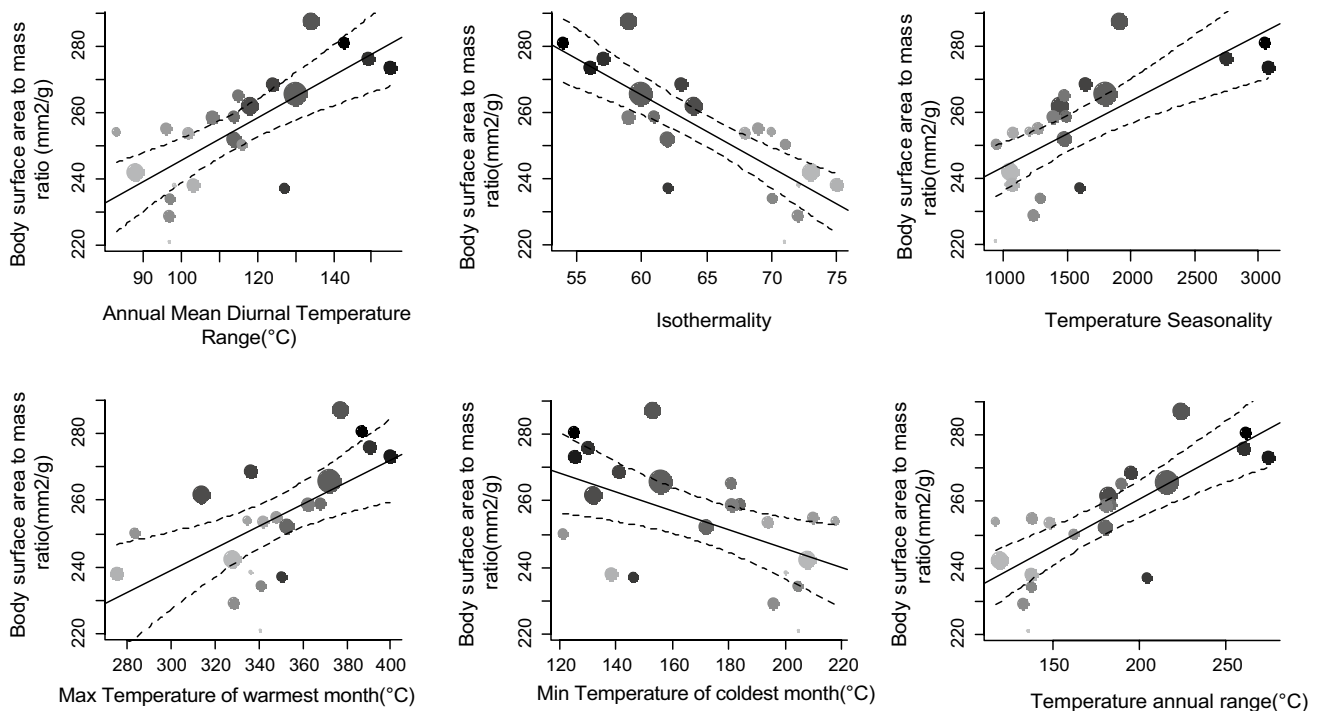 Body surface area to mass
ratio (mm2/g)
220 240 260 280
90 100 120 140
Annual Mean Diurnal Temperature
Range(°C)
Body surface area to mass
ratio(mm2/g)
220 240 260 280
55 60 65 70 75
Isothermality
Body surface area to mass
ratio(mm2/g)
220 240 260 280
1000 1500 2000 2500 3000
Temperature Seasonality
Body surface area to mass
ratio(mm2/g)
220 240 260 280
280 300 320 340 360 380 400
Max Temperature of warmest month(°C)
Body surface area to mass
ratio(mm2/g)
220 240 260 280
120 140 160 180 200 220
Min Temperature of coldest month(°C)
Body surface area to mass
ratio(mm2/g)
220 240 260 280
150 200 250
Temperature annual range(°C)